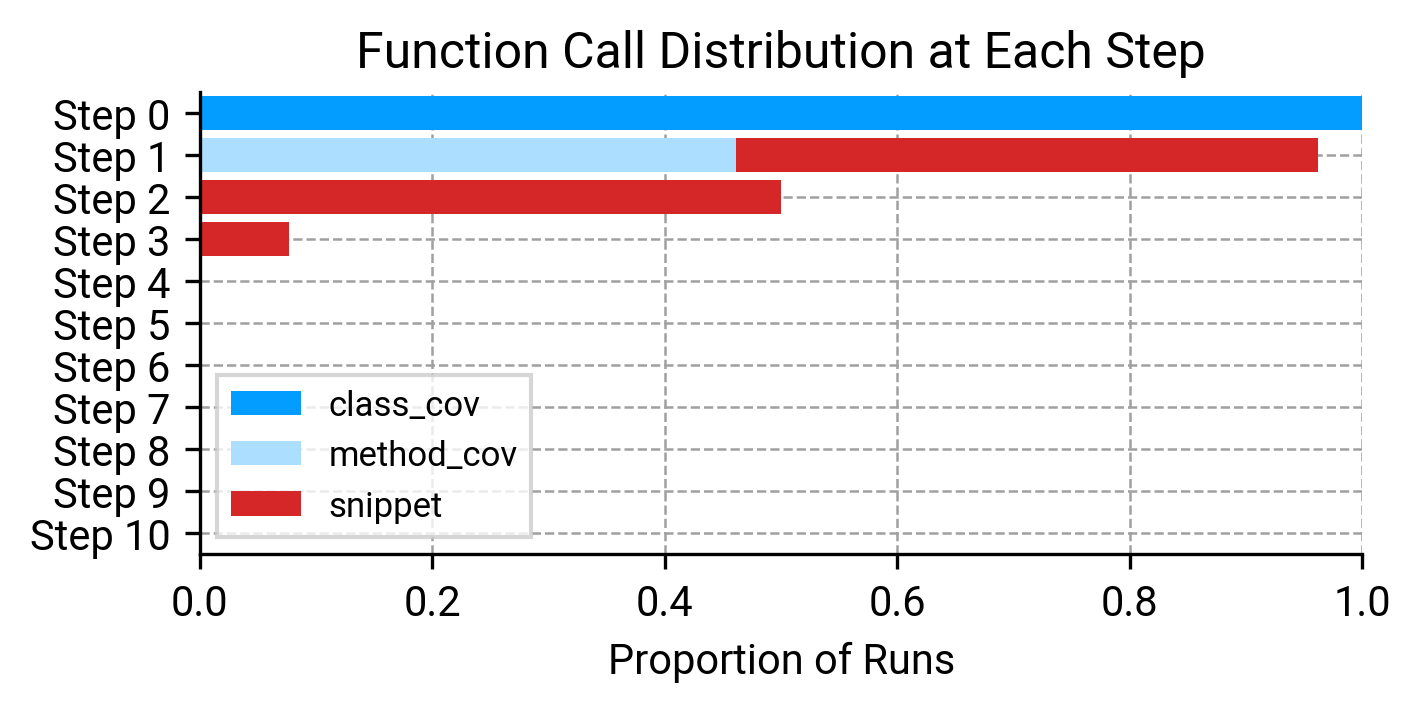 Function Call Distribution at Each Step
Step 0
Step 1
Step 2
Step 3
Step 4
Step 5
Step 6
Step 7
Step 8
Step 9
Step 10
class_cov
method_cov
snippet
0.0 0.2 0.4 0.6 0.8 1.0
Proportion of Runs